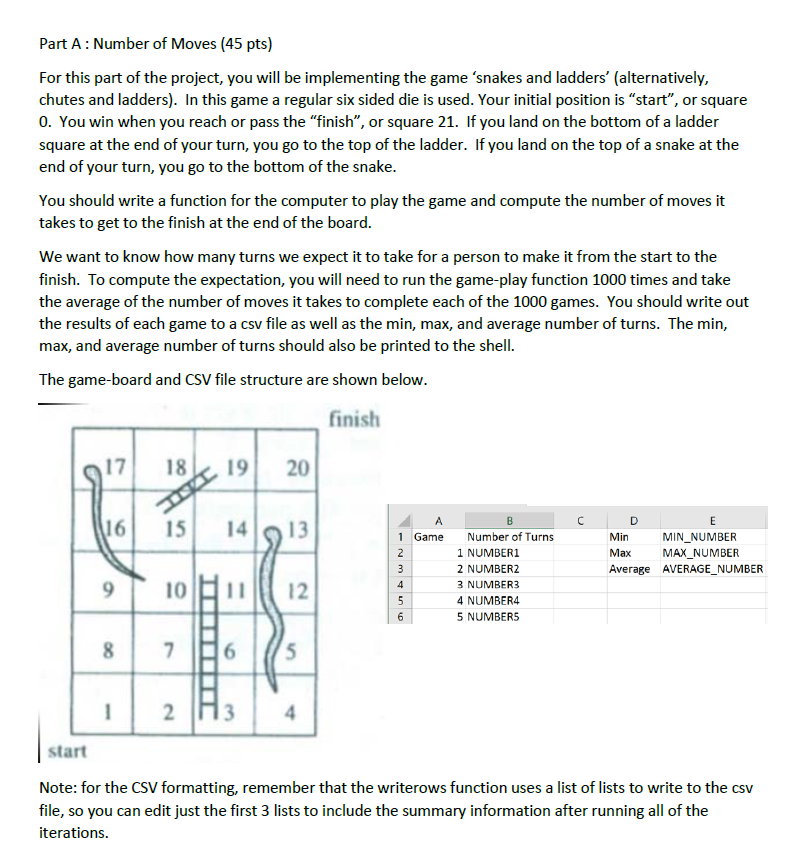 Part A : Number of Moves (45 pts)
For this part of the project, you will be implementing the game ‘snakes and ladders’ (alternatively,
chutes and ladders). In this game a regular six sided die is used. Your initial position is “start”, or square
0. You win when you reach or pass the “finish”, or square 21. If you land on the bottom of a ladder
square at the end of your turn, you go to the top of the ladder. If you land on the top of a snake at the
end of your turn, you go to the bottom of the snake.
You should write a function for the computer to play the game and compute the number of moves it
takes to get to the finish at the end of the board.
We want to know how many turns we expect it to take for a person to make it from the start to the
finish. To compute the expectation, you will need to run the game-play function 1000 times and take
the average of the number of moves it takes to complete each of the 1000 games. You should write out
the results of each game to a csv file as well as the min, max, and average number of turns. The min,
max, and average number of turns should also be printed to the shell.
The game-board and CSV file structure are shown below.
finish
17 18 19 20
16 15 14 13
9 10 11 12
8 7 6 5
1 2 3 4
start
A B C D E
1 Game Number of Turns Min MIN_NUMBER
2 1 NUMBER1 Max MAX_NUMBER
3 2 NUMBER2 Average AVERAGE_NUMBER
4 3 NUMBER3
5 4 NUMBER4
6 5 NUMBER5
Note: for the CSV formatting, remember that the writerows function uses a list of lists to write to the csv
file, so you can edit just the first 3 lists to include the summary information after running all of the
iterations.